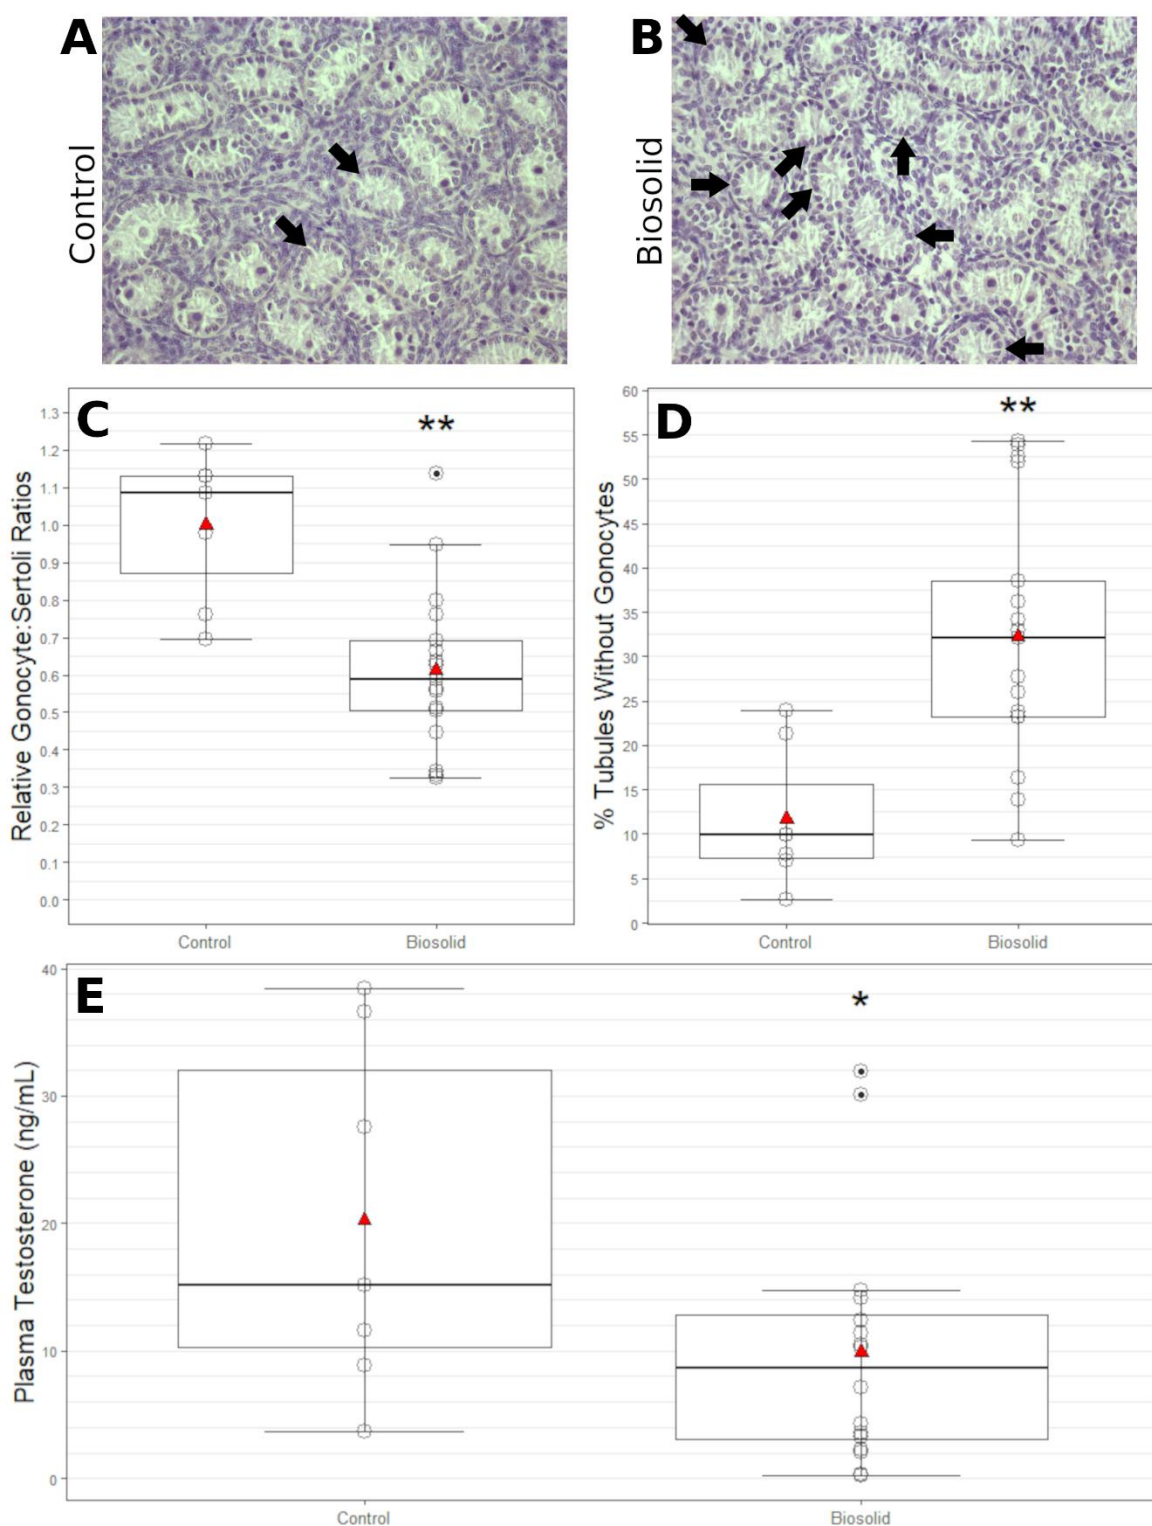 A
Control
B
Biosolid
C
**
Relative Gonocyte:Sertoli Ratios
1.3
1.2
1.1
1.0
0.9
0.8
0.7
0.6
0.5
0.4
0.3
0.2
0.1
0.0
Control
Biosolid
D
**
% Tubules Without Gonocytes
60
55
50
45
40
35
30
25
20
15
10
5
0
Control
Biosolid
E
*
Plasma Testosterone (ng/mL)
40
30
20
10
0
Control
Biosolid